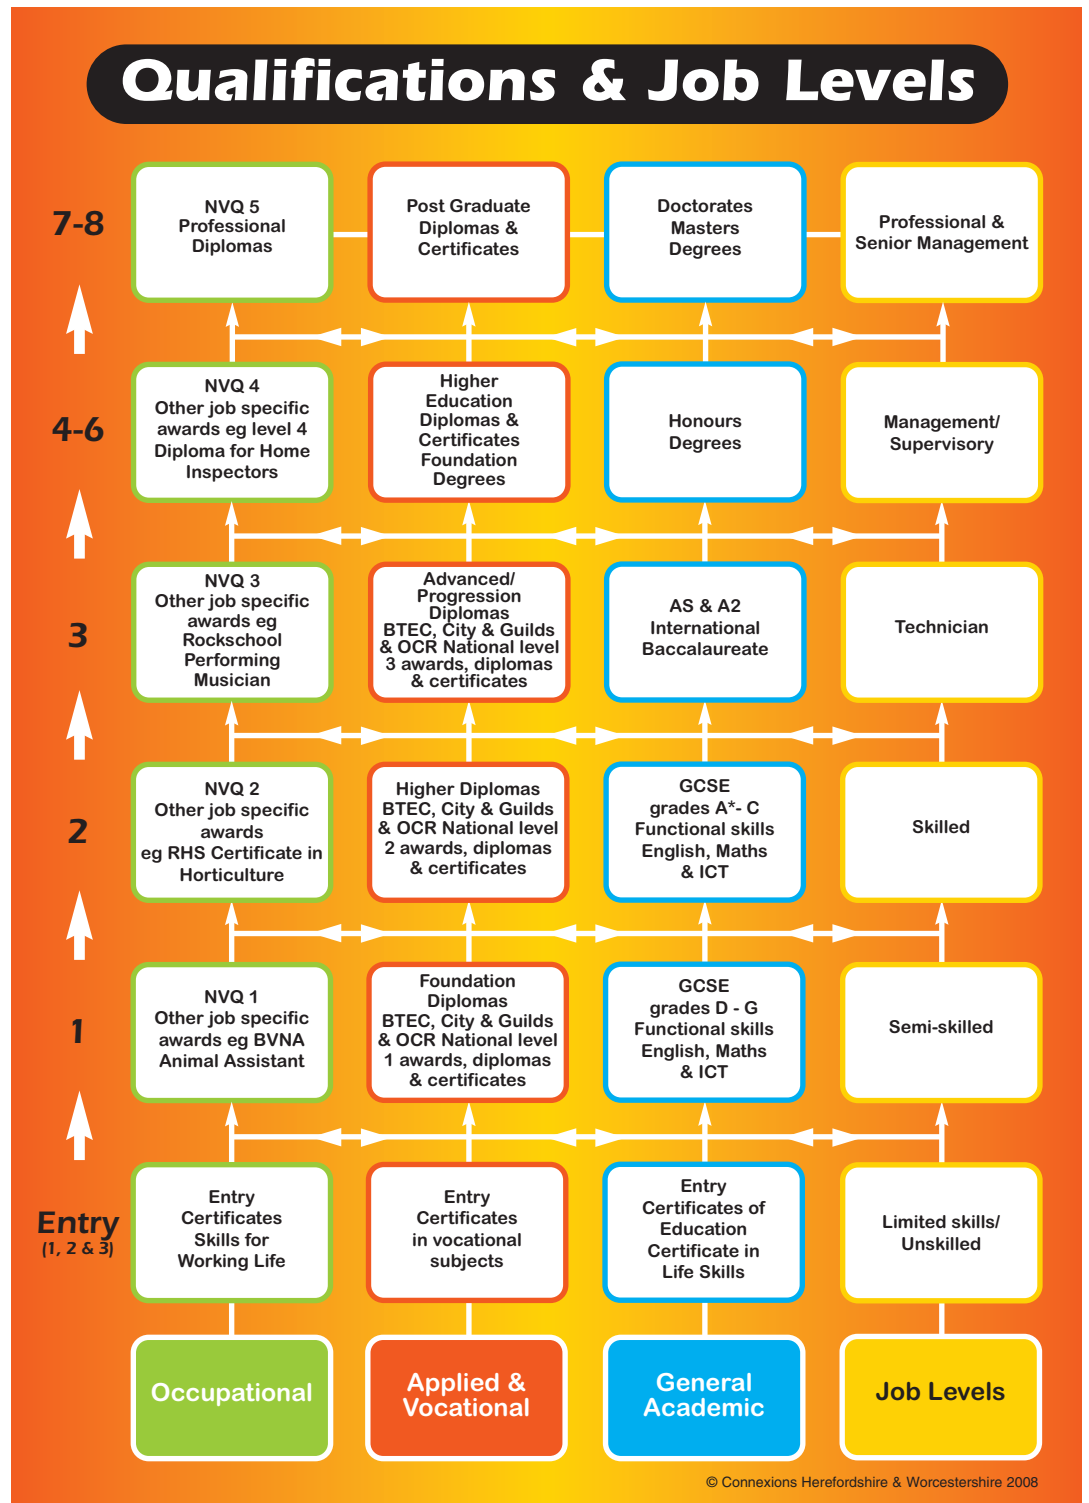 Qualifications & Job Levels
7-8
NVQ 5
Professional
Diplomas
Post Graduate
Diplomas &
Certificates
Doctorates
Masters
Degrees
Professional &
Senior Management
4-6
NVQ 4
Other job specific
awards eg level 4
Diploma for Home
Inspectors
Higher
Education
Diplomas &
Certificates
Foundation
Degrees
Honours
Degrees
Management/
Supervisory
3
NVQ 3
Other job specific
awards eg
Rockschool
Performing
Musician
Advanced/
Progression
Diplomas
BTEC, City & Guilds
& OCR National level
3 awards, diplomas
& certificates
AS & A2
International
Baccalaureate
Technician
2
NVQ 2
Other job specific
awards
eg RHS Certificate in
Horticulture
Higher Diplomas
BTEC, City & Guilds
& OCR National level
2 awards, diplomas
& certificates
GCSE
grades A*- C
Functional skills
English, Maths
& ICT
Skilled
1
NVQ 1
Other job specific
awards eg BVNA
Animal Assistant
Foundation
Diplomas
BTEC, City & Guilds
& OCR National level
1 awards, diplomas
& certificates
GCSE
grades D - G
Functional skills
English, Maths
& ICT
Semi-skilled
Entry
(1, 2 & 3)
Entry
Certificates
Skills for
Working Life
Entry
Certificates
in vocational
subjects
Entry
Certificates of
Education
Certificate in
Life Skills
Limited skills/
Unskilled
Occupational
Applied &
Vocational
General
Academic
Job Levels
© Connexions Herefordshire & Worcestershire 2008